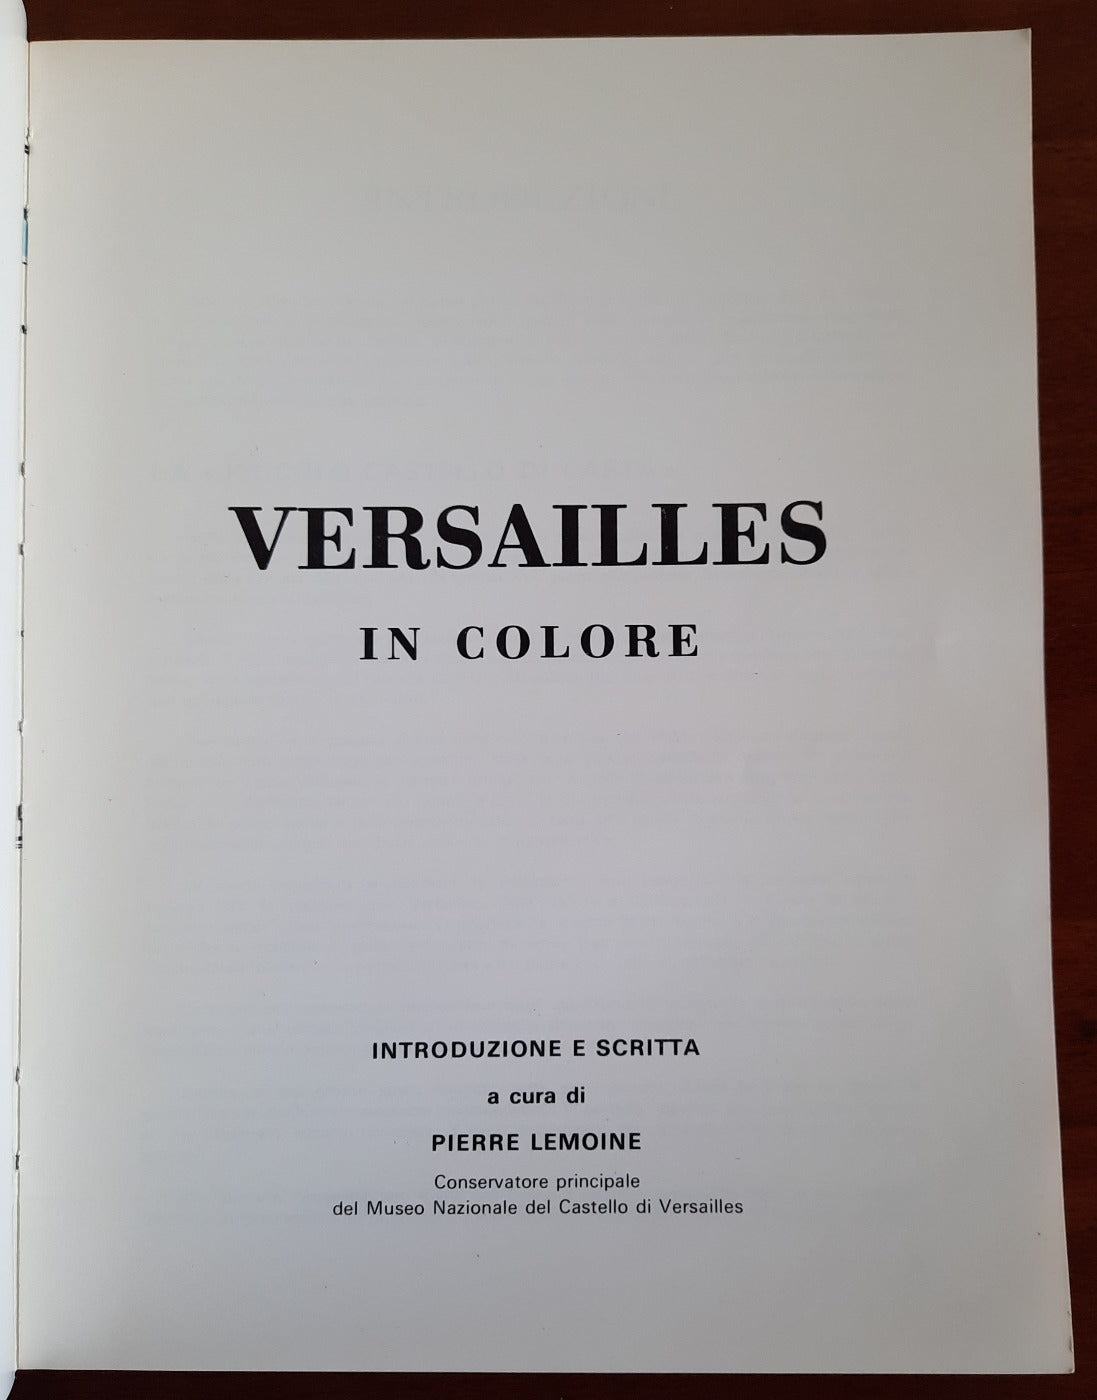 VERSAILLES
IN COLORE
INTRODUZIONE E SCRITTA
a cura di
PIERRE LEMOINE
Conservatore principale
del Museo Nazionale del Castello di Versailles